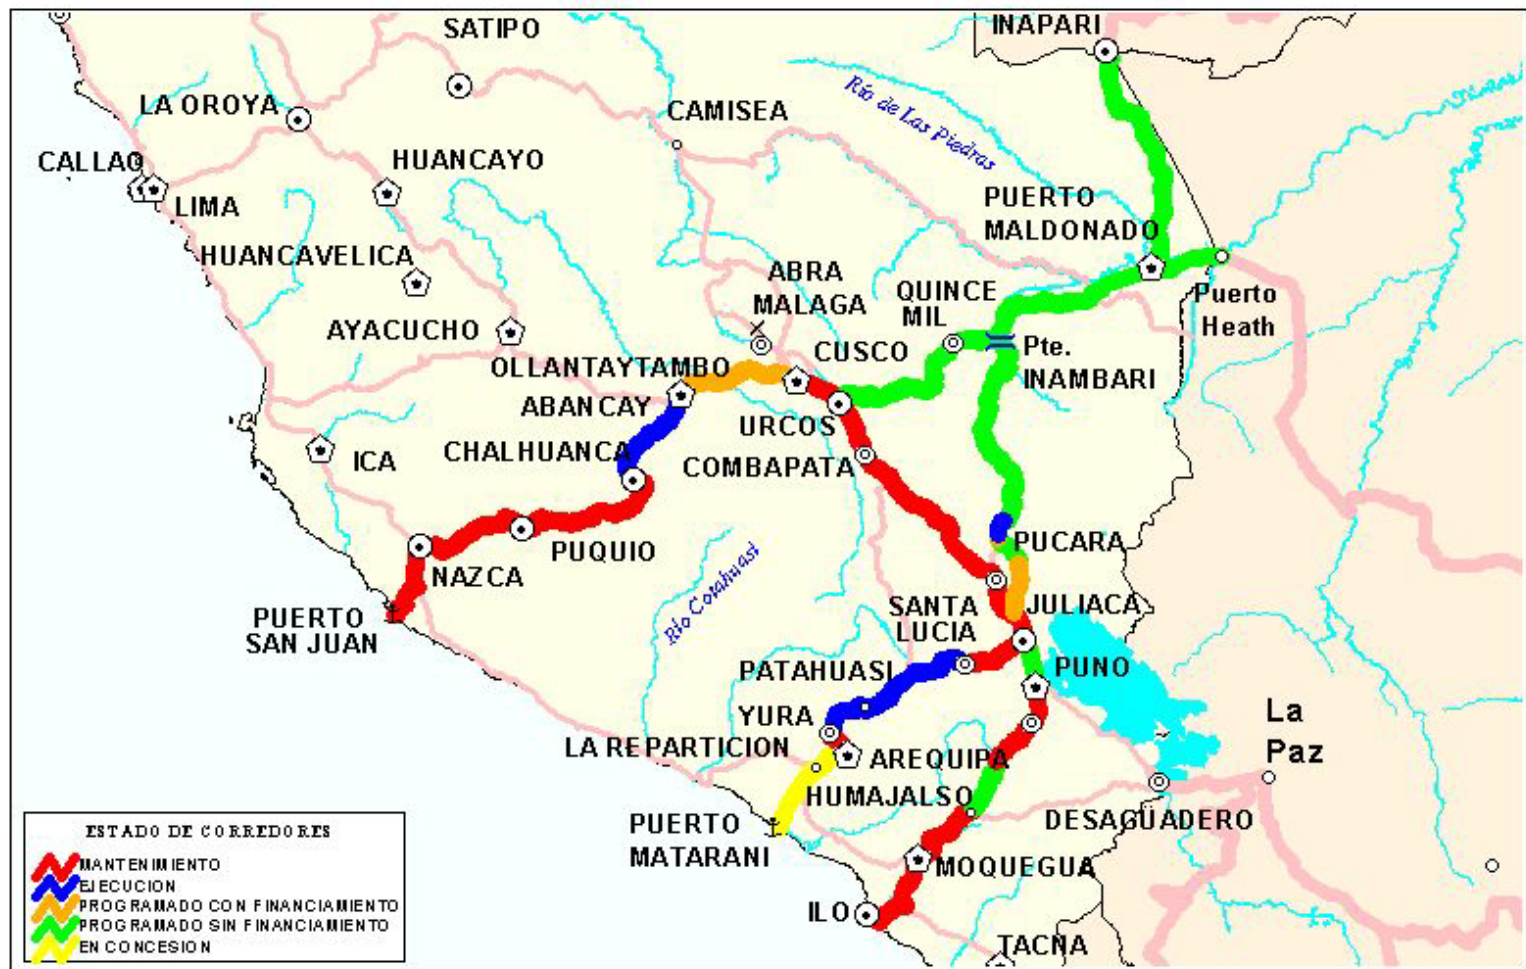 INAPARI
SATIPO
LA OROYA
CAMISEA
Río de Las Piedras
CALLAO
HUANCAYO
LIMA
PUERTO
MALDONADO
HUANCAVELICA
ABRA
MALAGA
QUINCE
MIL
Puerto
Heath
AYACUCHO
CUSCO
Pte.
INAMBARI
OLLANTAYTAMBO
ABANCAY
URCOS
CHALHUANCA
ICA
COMBAPATA
PUQUIO
PUCARA
NAZCA
Río Cotahuasi
SANTA
LUCIA
JULIACA
PUERTO
SAN JUAN
PATAHUASI
PUNO
YURA
La
Paz
LA REPARTICION
AREQUIPA
HUMAJALSO
DESAGUADERO
PUERTO
MATARANI
MOQUEGUA
ILO
TACNA
ESTADO DE CORREDORES
MANTENIMIENTO
EJECUCION
PROGRAMADO CON FINANCIAMIENTO
PROGRAMADO SIN FINANCIAMIENTO
EN CONCESION